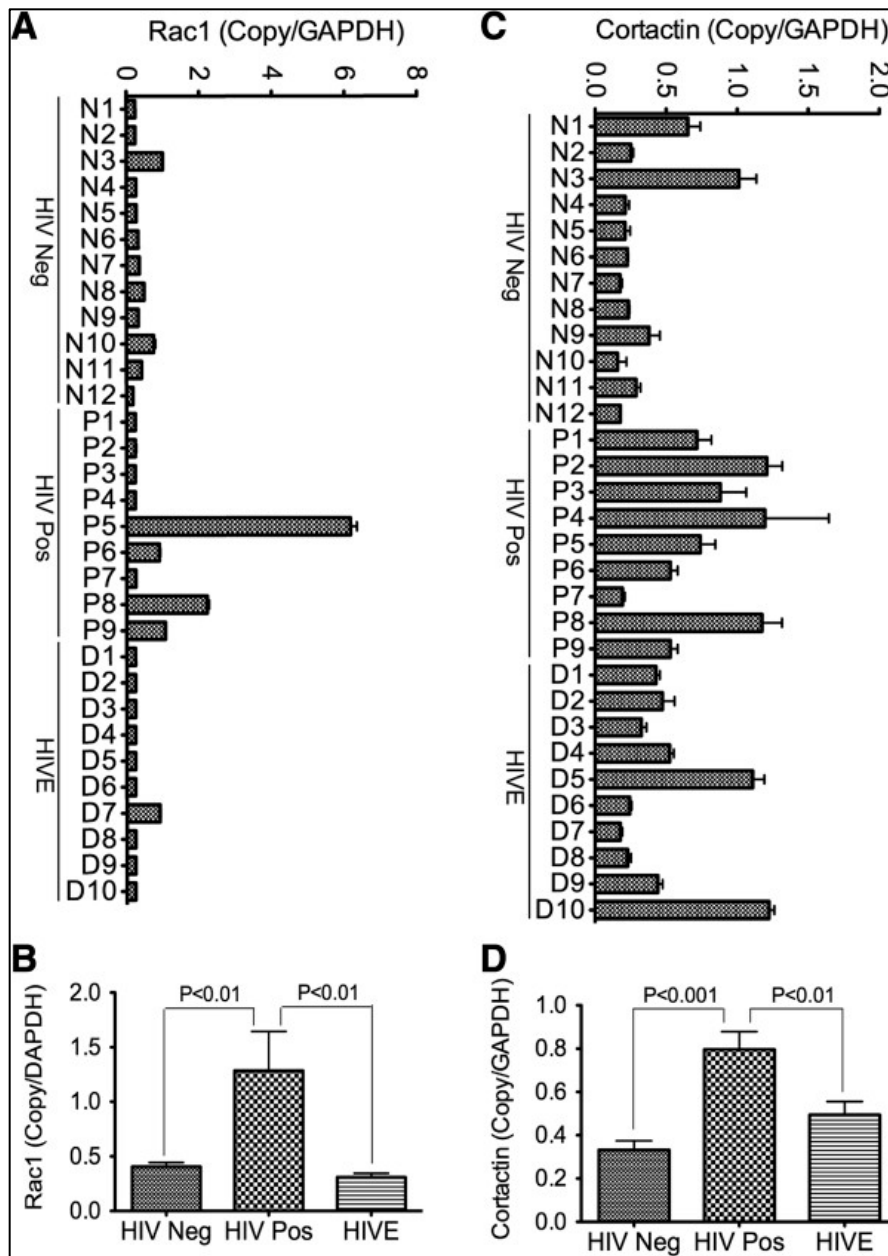 A
Rac1 (Copy/GAPDH)
0 2 4 6 8
HIV Neg
N1
N2
N3
N4
N5
N6
N7
N8
N9
N10
N11
N12
HIV Pos
P1
P2
P3
P4
P5
P6
P7
P8
P9
HIVE
D1
D2
D3
D4
D5
D6
D7
D8
D9
D10
C
Cortactin (Copy/GAPDH)
0.0 0.5 1.0 1.5 2.0
HIV Neg
N1
N2
N3
N4
N5
N6
N7
N8
N9
N10
N11
N12
HIV Pos
P1
P2
P3
P4
P5
P6
P7
P8
P9
HIVE
D1
D2
D3
D4
D5
D6
D7
D8
D9
D10
B
Rac1 (Copy/DAPDH)
2.0
1.5
1.0
0.5
0.0
P<0.01 P<0.01
HIV Neg HIV Pos HIVE
D
Cortactin (Copy/GAPDH)
1.0
0.8
0.6
0.4
0.2
0.0
P<0.001 P<0.01
HIV Neg HIV Pos HIVE